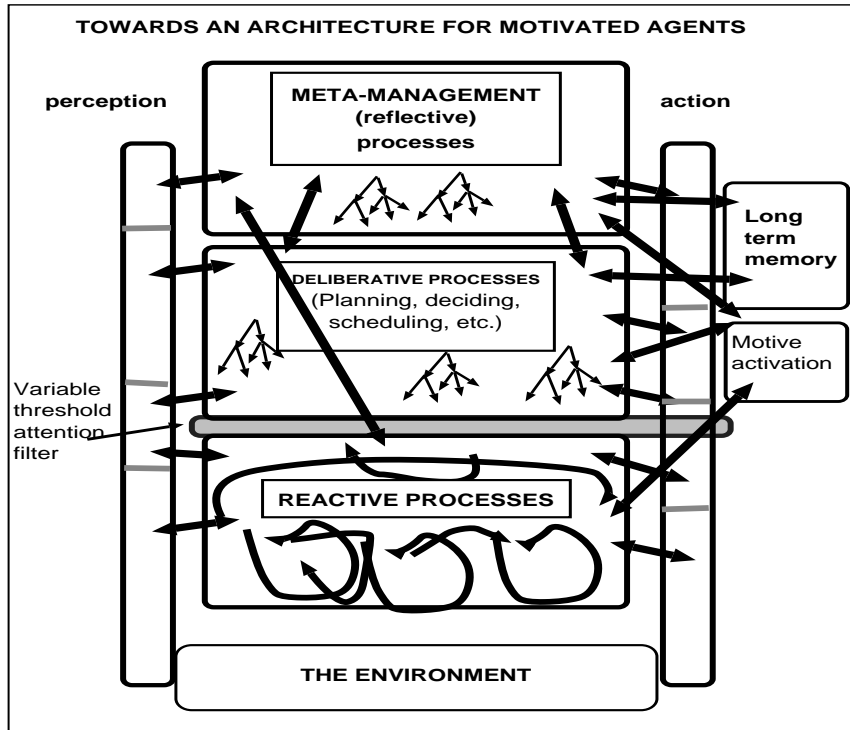 TOWARDS AN ARCHITECTURE FOR MOTIVATED AGENTS
perception
META-MANAGEMENT
(reflective)
processes
action
Long
term
memory
DELIBERATIVE PROCESSES
(Planning, deciding,
scheduling, etc.)
Motive
activation
Variable
threshold
attention
filter
REACTIVE PROCESSES
THE ENVIRONMENT